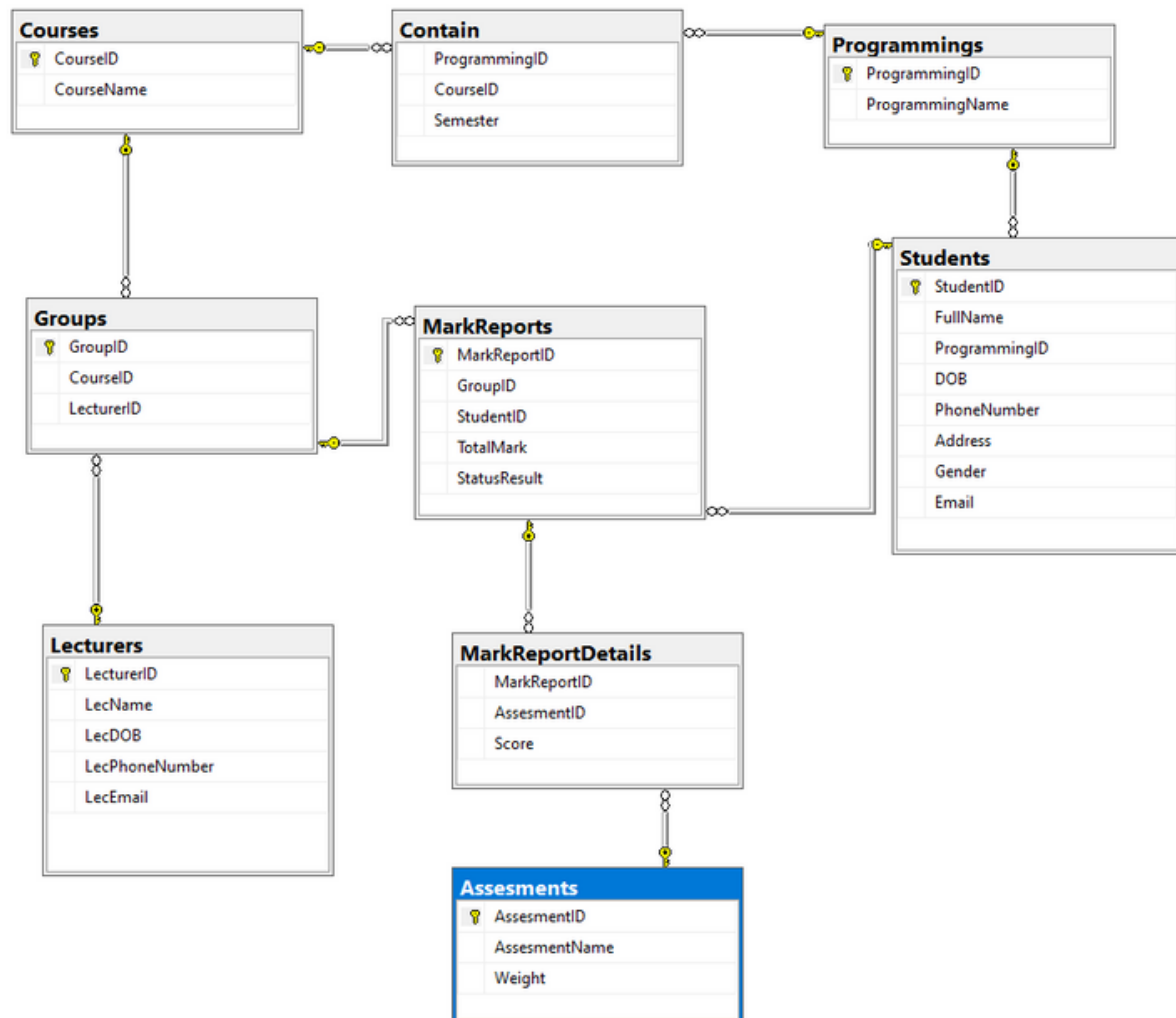 Courses
CourseID
CourseName
Contain
ProgrammingID
CourseID
Semester
Programmings
ProgrammingID
ProgrammingName
Students
StudentID
FullName
ProgrammingID
DOB
PhoneNumber
Address
Gender
Email
Groups
GroupID
CourseID
LecturerID
MarkReports
MarkReportID
GroupID
StudentID
TotalMark
StatusResult
Lecturers
LecturerID
LecName
LecDOB
LecPhoneNumber
LecEmail
MarkReportDetails
MarkReportID
AssesmentID
Score
Assesments
AssesmentID
AssesmentName
Weight